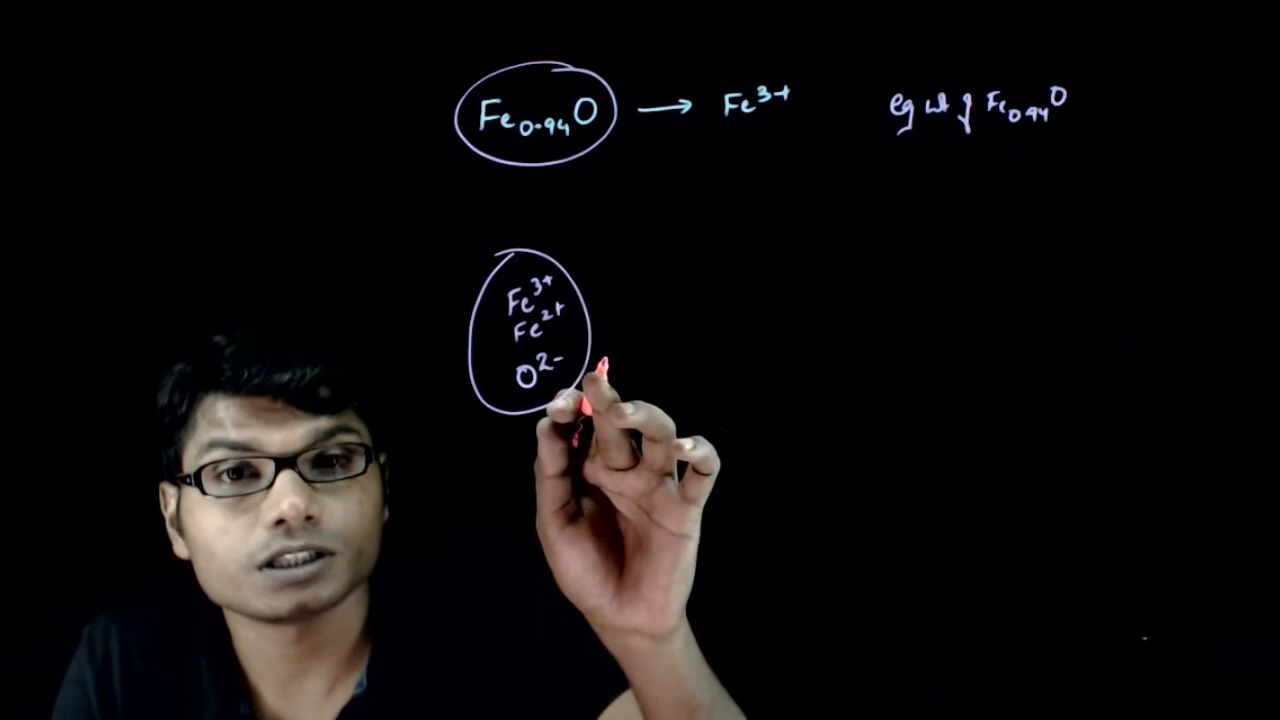 Fe0.94O → Fe3+ eq wt of Fe0.94O
Fe3+
Fe2+
O2-